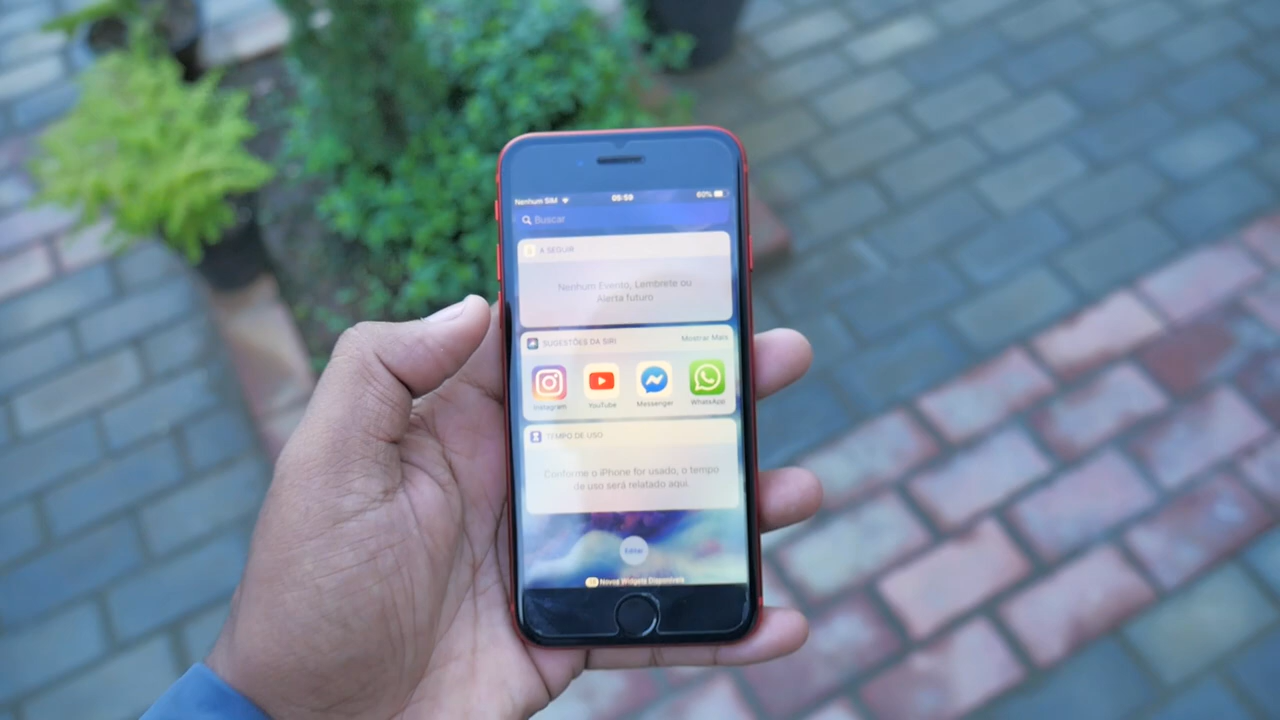 Nenhum SIM 09:59 60%
Buscar
A SEGUIR
Nenhum Evento, Lembrete ou
Alerta futuro
SUGESTÕES DA SIRI Mostrar Mais
Instagram YouTube Messenger WhatsApp
TEMPO DE USO
Conforme o iPhone for usado, o tempo
de uso será relatado aqui.
Editar
Novos Widgets Disponíveis